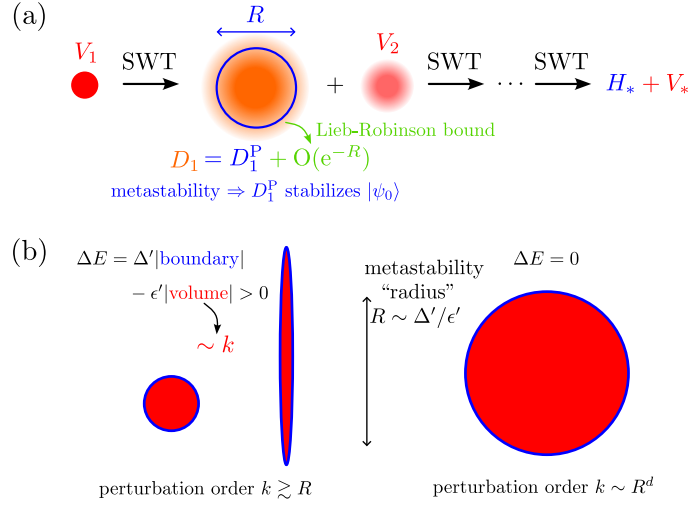 (a)
R
V₁ SWT + V₂ SWT ⋯ SWT H∗ + V∗
Lieb-Robinson bound
D₁ = D₁ᴾ + O(e⁻ᴿ)
metastability ⇒ D₁ᴾ stabilizes |ψ₀⟩
(b)
ΔE = Δ′|boundary|
− ϵ′|volume| > 0
∼ k
metastability
“radius”
R ∼ Δ′/ϵ′
ΔE = 0
perturbation order k ≳ R
perturbation order k ∼ Rᵈ